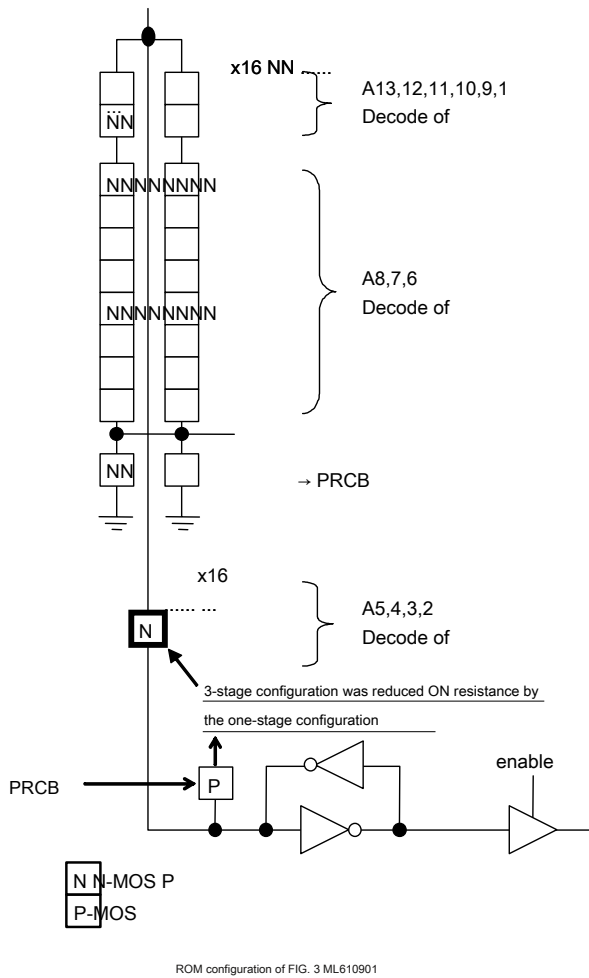 x16 NN
A13,12,11,10,9,1
Decode of
...
NN
NNNNNNNN
A8,7,6
NNNNNNNN
Decode of
NN
→ PRCB
x16
A5,4,3,2
N
Decode of
3-stage configuration was reduced ON resistance by
the one-stage configuration
enable
PRCB
P
N N-MOS P
P-MOS
ROM configuration of FIG. 3 ML610901